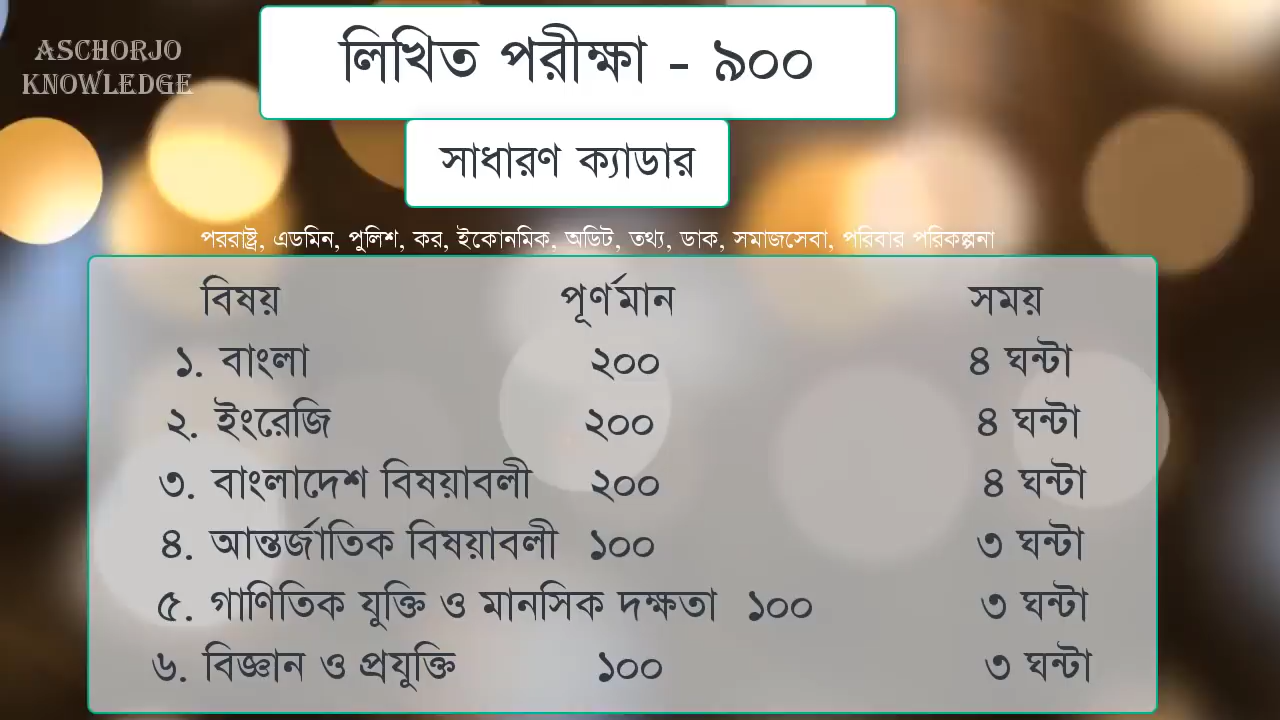 ASCHORJO
KNOWLEDGE
লিখিত পরীক্ষা - ৯০০
সাধারণ ক্যাডার
পররাষ্ট্র, এডমিন, পুলিশ, কর, ইকোনমিক, অডিট, তথ্য, ডাক, সমাজসেবা, পরিবার পরিকল্পনা
বিষয় পূর্ণমান সময়
১. বাংলা ২০০ ৪ ঘন্টা
২. ইংরেজি ২০০ ৪ ঘন্টা
৩. বাংলাদেশ বিষয়াবলী ২০০ ৪ ঘন্টা
৪. আন্তর্জাতিক বিষয়াবলী ১০০ ৩ ঘন্টা
৫. গাণিতিক যুক্তি ও মানসিক দক্ষতা ১০০ ৩ ঘন্টা
৬. বিজ্ঞান ও প্রযুক্তি ১০০ ৩ ঘন্টা